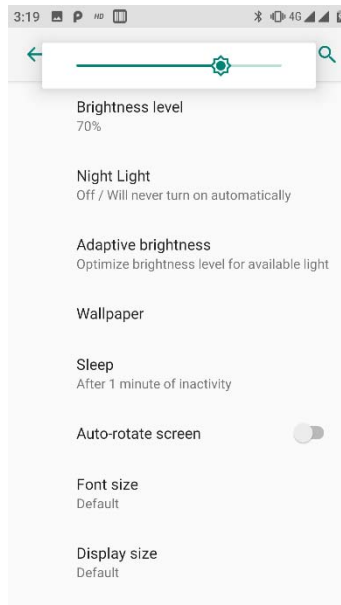 3:19 P HD 4G
Brightness level
70%
Night Light
Off / Will never turn on automatically
Adaptive brightness
Optimize brightness level for available light
Wallpaper
Sleep
After 1 minute of inactivity
Auto-rotate screen
Font size
Default
Display size
Default